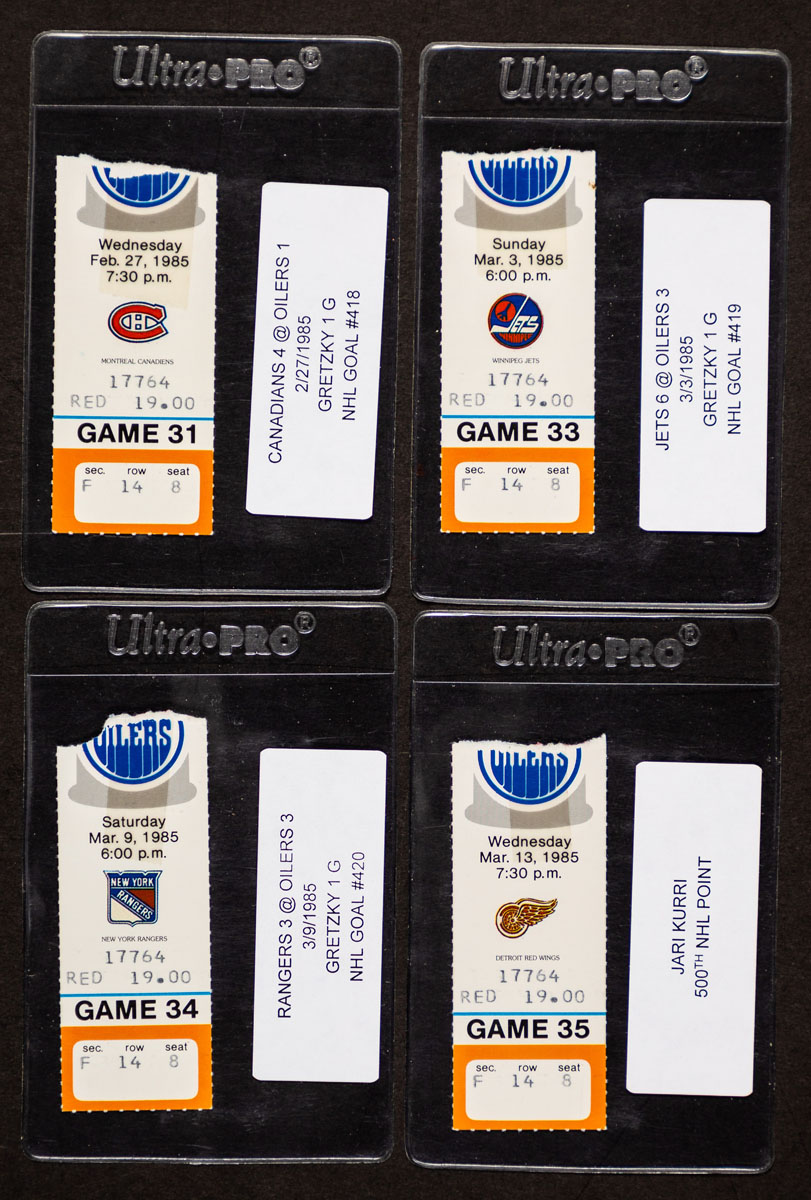 Ultra•PRO®
OILERS
Wednesday
Feb. 27, 1985
7:30 p.m.
MONTREAL CANADIENS
17764
RED 19.00
GAME 31
sec. row seat
F 14 8
CANADIANS 4 @ OILERS 1
2/27/1985
GRETZKY 1 G
NHL GOAL #418
Ultra•PRO®
OILERS
Sunday
Mar. 3, 1985
6:00 p.m.
JETS
WINNIPEG
WINNIPEG JETS
17764
RED 19.00
GAME 33
sec. row seat
F 14 8
JETS 6 @ OILERS 3
3/3/1985
GRETZKY 1 G
NHL GOAL #419
Ultra•PRO®
OILERS
Saturday
Mar. 9, 1985
6:00 p.m.
NEW YORK
RANGERS
NEW YORK RANGERS
17764
RED 19.00
GAME 34
sec. row seat
F 14 8
RANGERS 3 @ OILERS 3
3/9/1985
GRETZKY 1 G
NHL GOAL #420
Ultra•PRO®
OILERS
Wednesday
Mar. 13, 1985
7:30 p.m.
DETROIT RED WINGS
17764
RED 19.00
GAME 35
sec. row seat
F 14 8
JARI KURRI
500TH NHL POINT